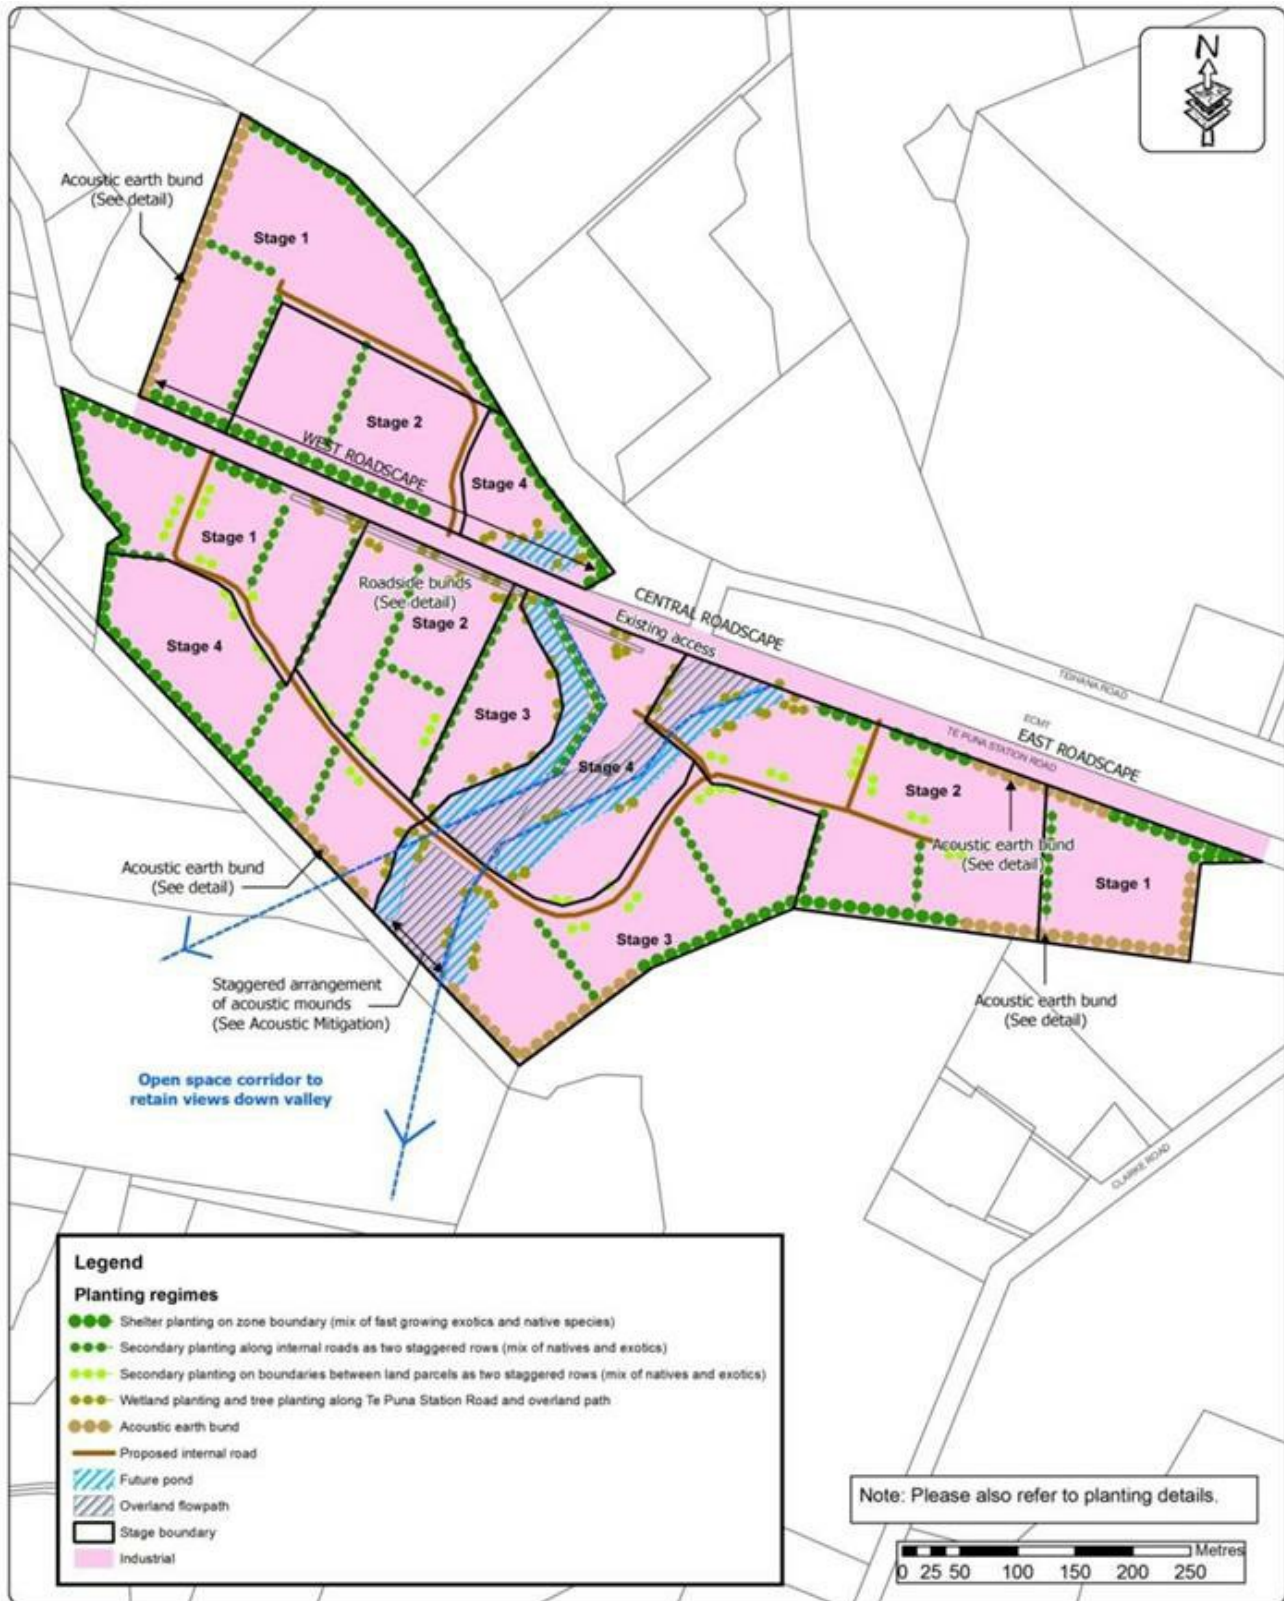 N
Acoustic earth bund
(See detail)
Stage 1
Stage 2
WEST ROADSCAPE
Stage 4
Stage 1
Roadside bunds
(See detail)
Stage 2
Stage 4
CENTRAL ROADSCAPE
Existing access
Stage 3
TEIHANA ROAD
ECMT
EAST ROADSCAPE
TE PUNA STATION ROAD
Stage 4
Stage 2
Acoustic earth bund
(See detail)
Acoustic earth bund
(See detail)
Stage 1
Stage 3
Staggered arrangement
of acoustic mounds
(See Acoustic Mitigation)
Acoustic earth bund
(See detail)
Open space corridor to
retain views down valley
CLARKE ROAD
Legend
Planting regimes
Shelter planting on zone boundary (mix of fast growing exotics and native species)
Secondary planting along internal roads as two staggered rows (mix of natives and exotics)
Secondary planting on boundaries between land parcels as two staggered rows (mix of natives and exotics)
Wetland planting and tree planting along Te Puna Station Road and overland path
Acoustic earth bund
Proposed internal road
Future pond
Overland flowpath
Stage boundary
Industrial
Note: Please also refer to planting details.
Metres
0 25 50 100 150 200 250